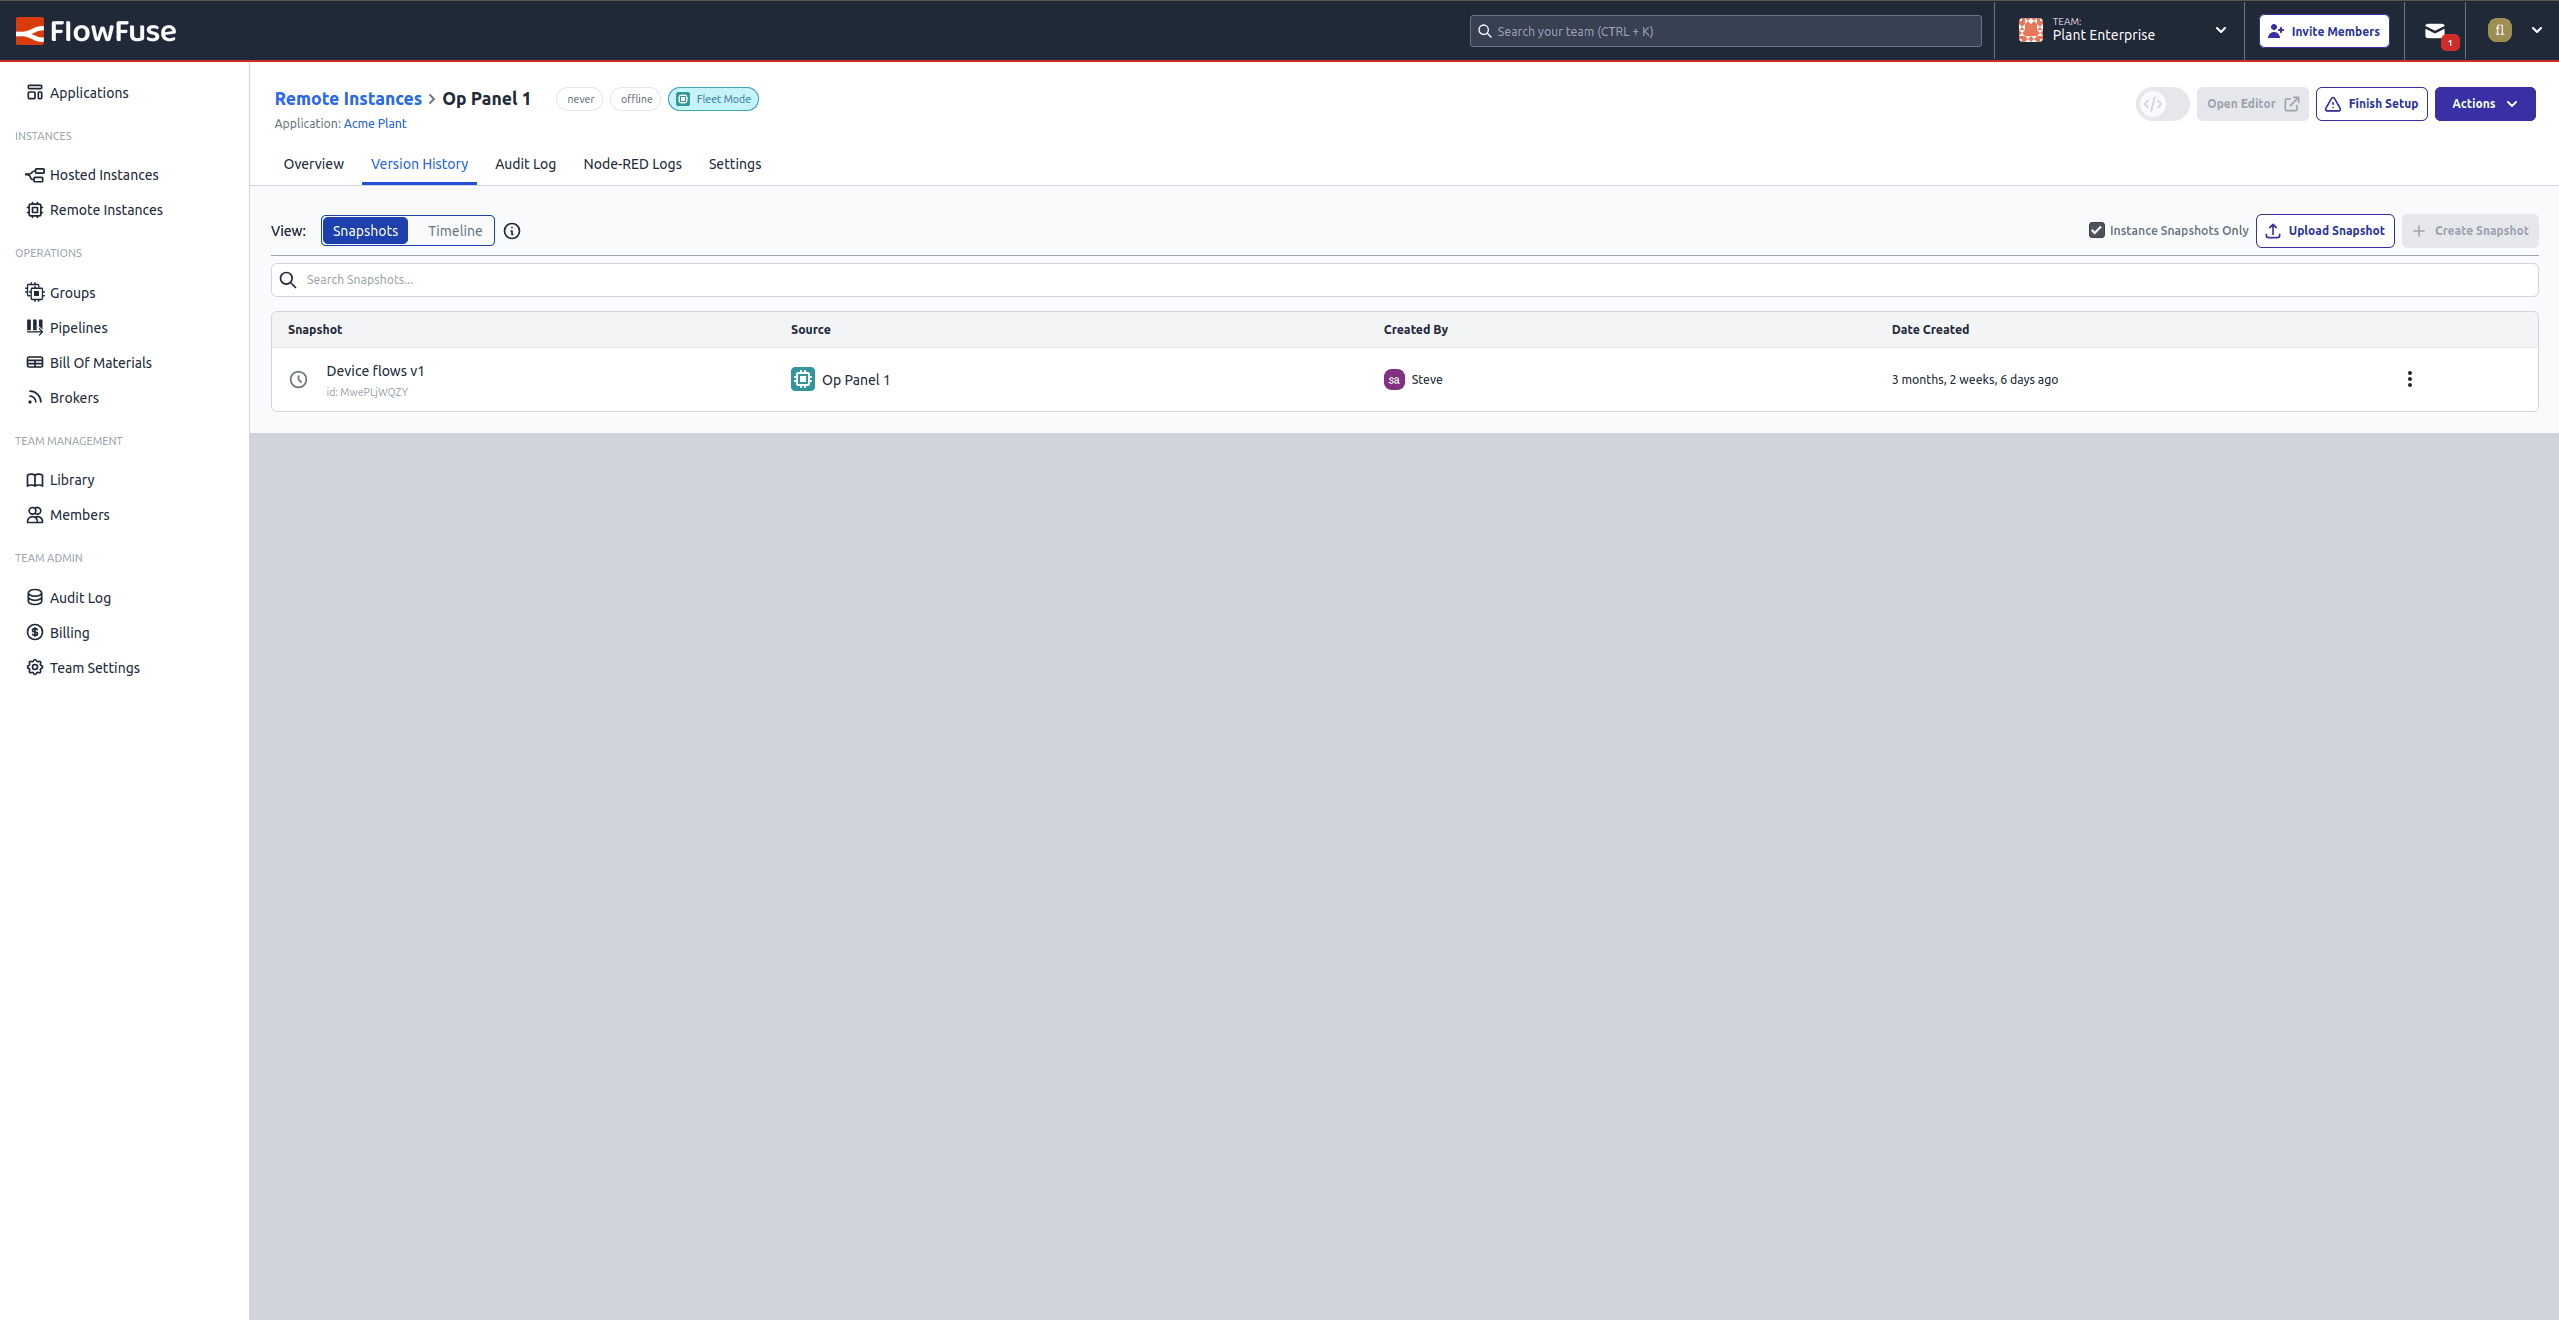 FlowFuse
Search your team (CTRL + K)
TEAM:
Plant Enterprise
Invite Members
1
fl
Applications
INSTANCES
Hosted Instances
Remote Instances
OPERATIONS
Groups
Pipelines
Bill Of Materials
Brokers
TEAM MANAGEMENT
Library
Members
TEAM ADMIN
Audit Log
Billing
Team Settings
Remote Instances > Op Panel 1
never
offline
Fleet Mode
Application: Acme Plant
Open Editor
Finish Setup
Actions
Overview
Version History
Audit Log
Node-RED Logs
Settings
View:
Snapshots
Timeline
Instance Snapshots Only
Upload Snapshot
Create Snapshot
Search Snapshots...
Snapshot
Source
Created By
Date Created
Device flows v1
id: MwePLjWQZY
Op Panel 1
sa
Steve
3 months, 2 weeks, 6 days ago